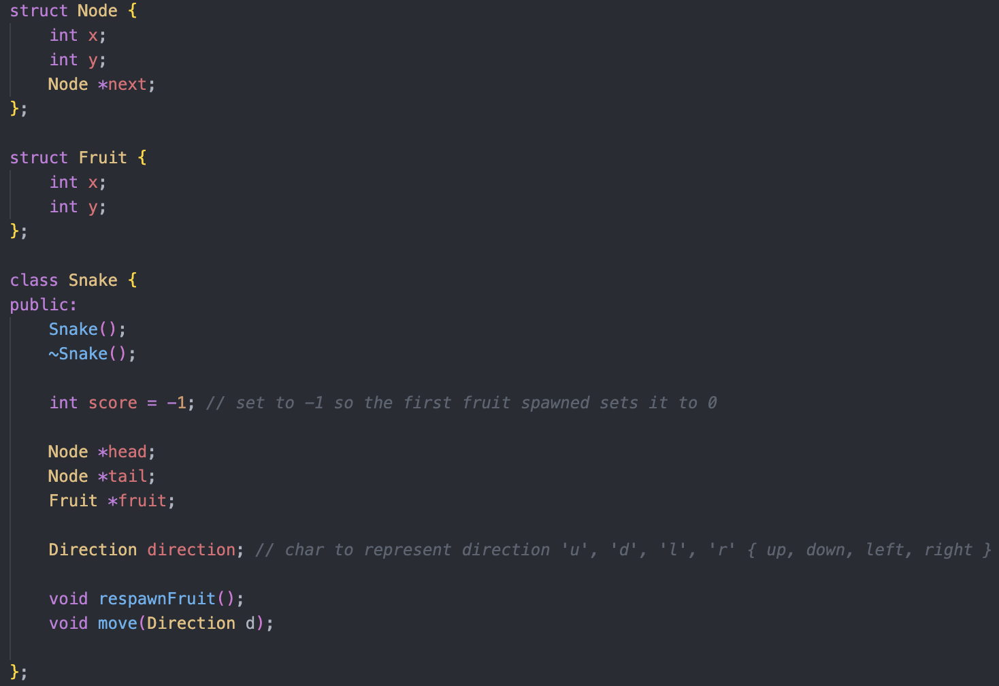 struct Node {
    int x;
    int y;
    Node *next;
};

struct Fruit {
    int x;
    int y;
};

class Snake {
public:
    Snake();
    ~Snake();

    int score = -1; // set to -1 so the first fruit spawned sets it to 0

    Node *head;
    Node *tail;
    Fruit *fruit;

    Direction direction; // char to represent direction 'u', 'd', 'l', 'r' { up, down, left, right }

    void respawnFruit();
    void move(Direction d);

};